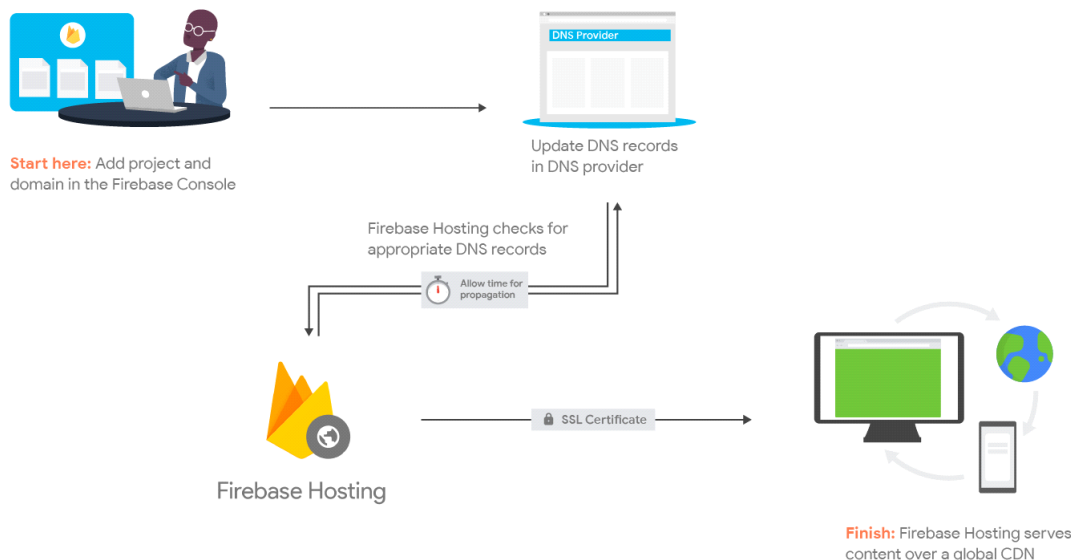 DNS Provider
Start here: Add project and
domain in the Firebase Console
Update DNS records
in DNS provider
Firebase Hosting checks for
appropriate DNS records
Allow time for
propagation
SSL Certificate
Firebase Hosting
Finish: Firebase Hosting serves
content over a global CDN